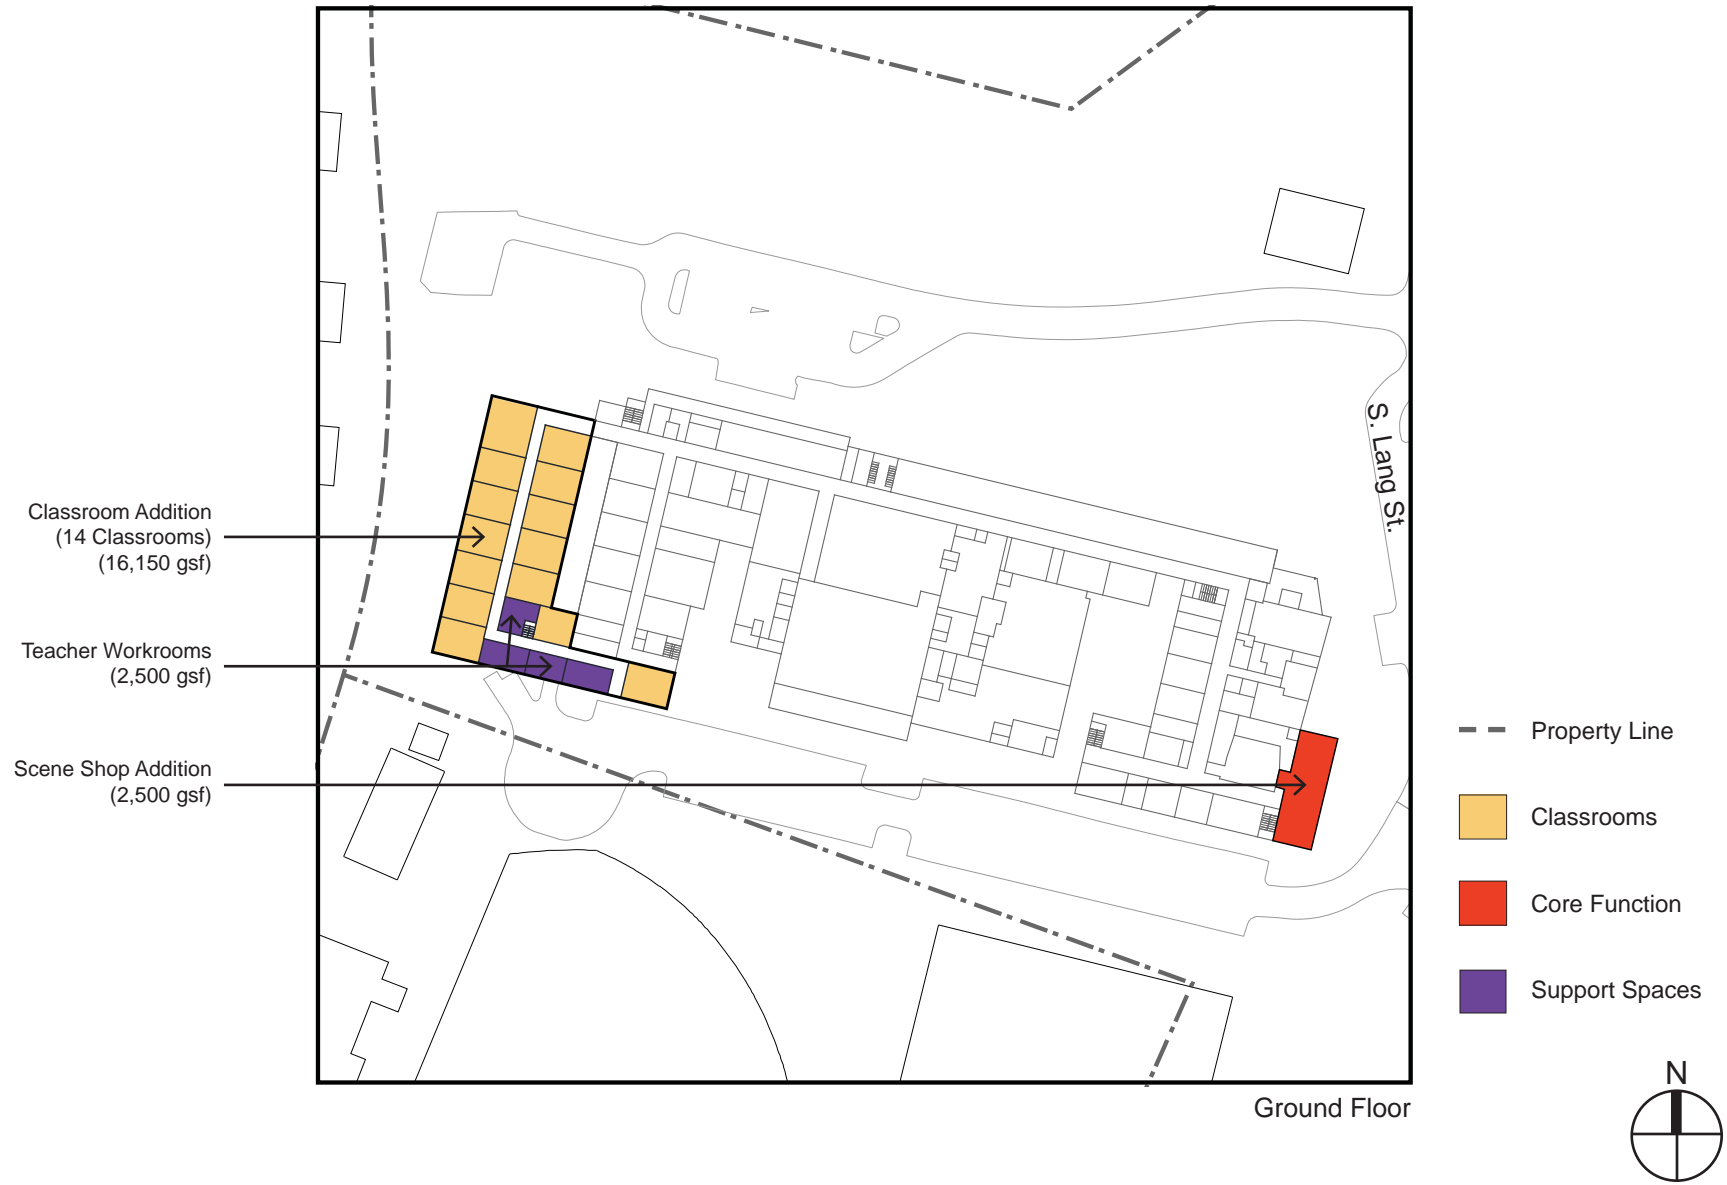 S. Lang St.
Classroom Addition
(14 Classrooms)
(16,150 gsf)
Teacher Workrooms
(2,500 gsf)
Scene Shop Addition
(2,500 gsf)
Property Line
Classrooms
Core Function
Support Spaces
N
Ground Floor